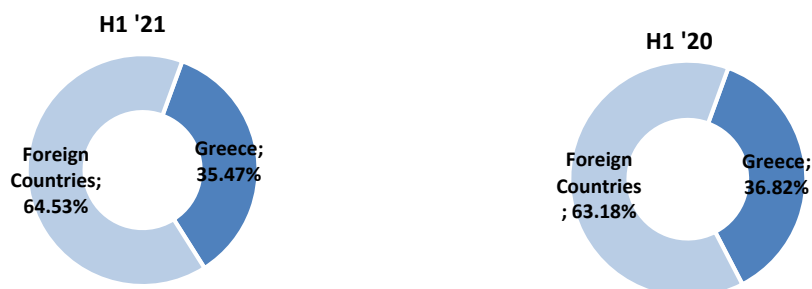 H1 '21
Foreign
Countries;
64.53%
Greece;
35.47%
H1 '20
Foreign
Countries
; 63.18%
Greece;
36.82%